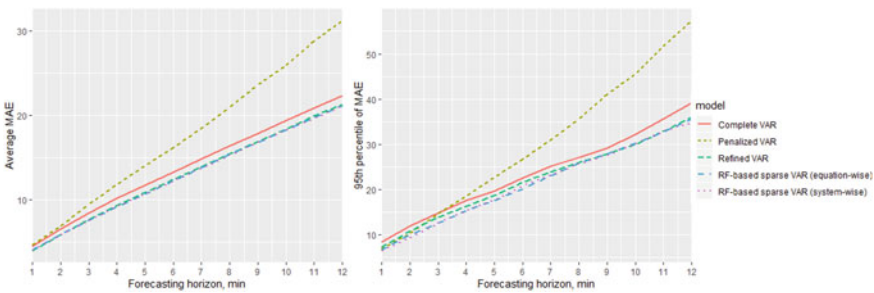 30
20
10
Average MAE
1 2 3 4 5 6 7 8 9 10 11 12
Forecasting horizon, min
50
40
30
20
10
95th percentile of MAE
1 2 3 4 5 6 7 8 9 10 11 12
Forecasting horizon, min
model
Complete VAR
Penalized VAR
Refined VAR
RF-based sparse VAR (equation-wise)
RF-based sparse VAR (system-wise)